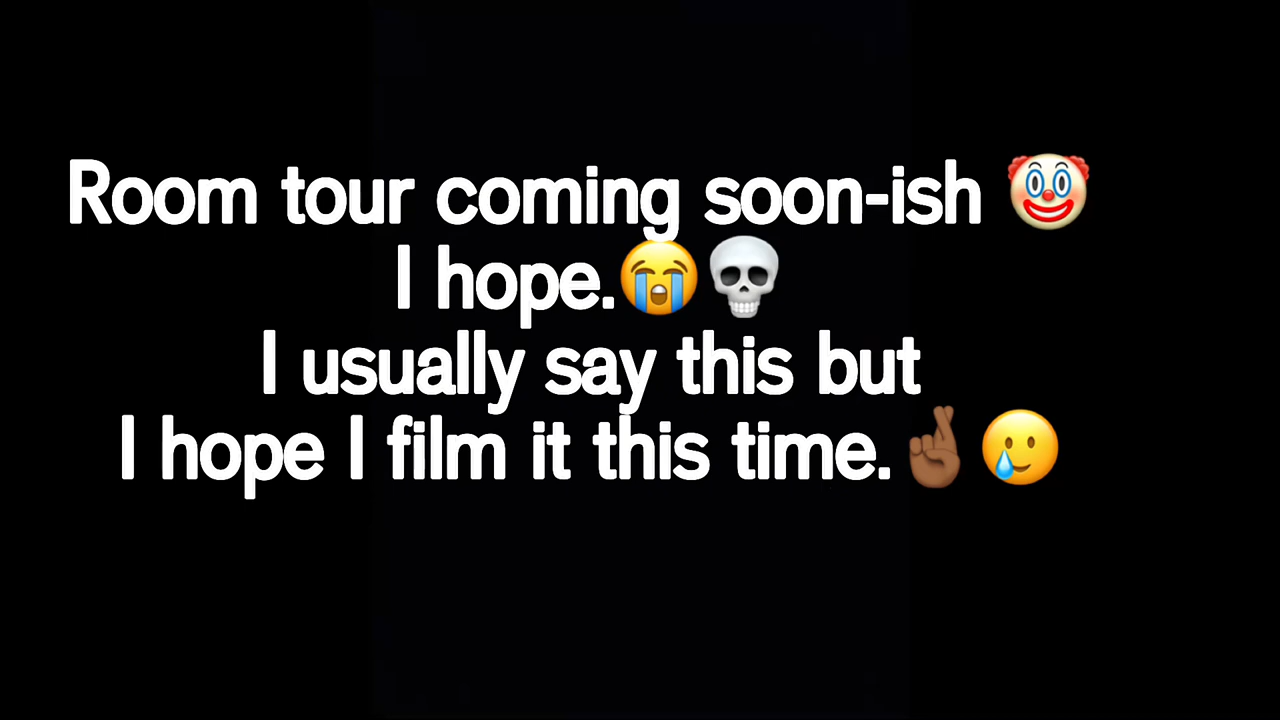 Room tour coming soon-ish 🤡
I hope.😭💀
I usually say this but
I hope I film it this time.🤞🏾🥲